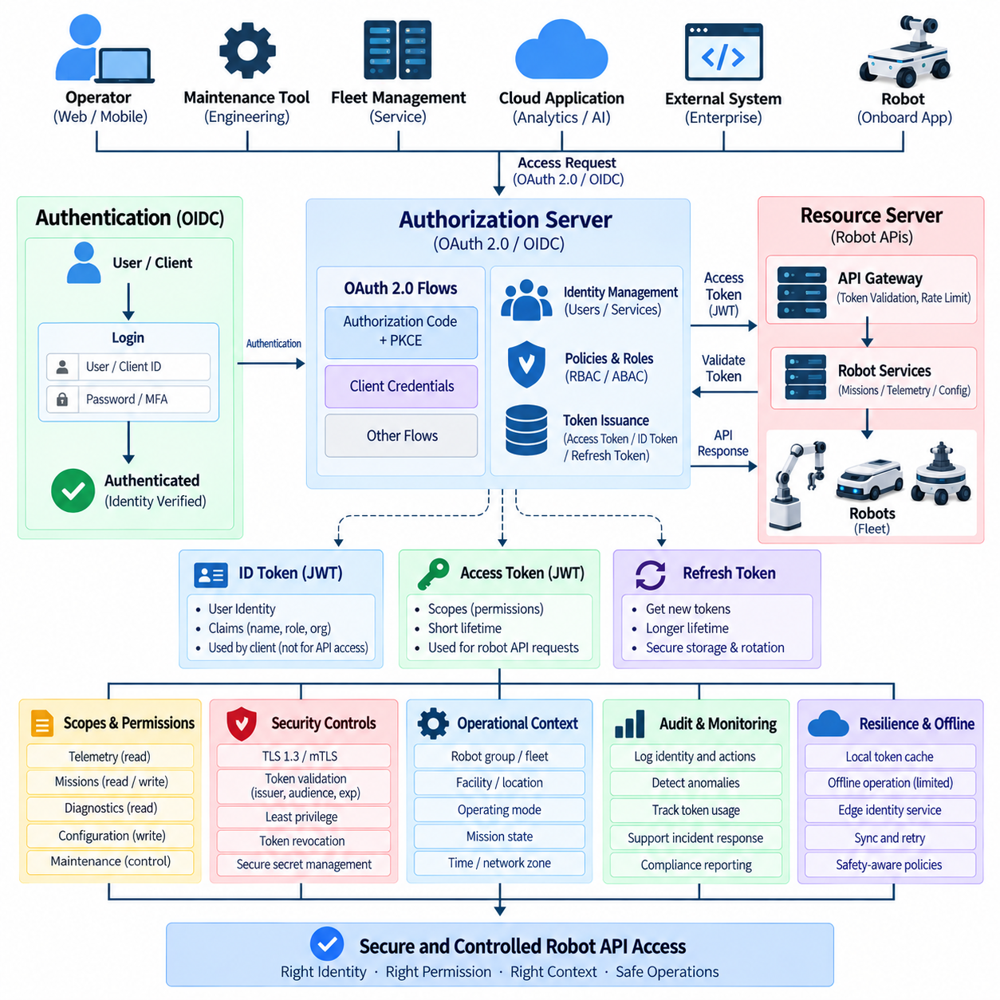 Operator
(Web / Mobile)
Maintenance Tool
(Engineering)
Fleet Management
(Service)
Cloud Application
(Analytics / AI)
External System
(Enterprise)
Robot
(Onboard App)
Access Request
(OAuth 2.0 / OIDC)
Authentication (OIDC)
User / Client
Login
User / Client ID
Password / MFA
Authenticated
(Identity Verified)
Authentication
Authorization Server
(OAuth 2.0 / OIDC)
OAuth 2.0 Flows
Authorization Code
+ PKCE
Client Credentials
Other Flows
Identity Management
(Users / Services)
Policies & Roles
(RBAC / ABAC)
Token Issuance
(Access Token / ID Token
/ Refresh Token)
Access
Token
(JWT)
Validate
Token
API
Response
Resource Server
(Robot APIs)
API Gateway
(Token Validation, Rate Limit)
Robot Services
(Missions / Telemetry / Config)
Robots
(Fleet)
ID Token (JWT)
• User Identity
• Claims (name, role, org)
• Used by client (not for API access)
Access Token (JWT)
• Scopes (permissions)
• Short lifetime
• Used for robot API requests
Refresh Token
• Get new tokens
• Longer lifetime
• Secure storage & rotation
Scopes & Permissions
Telemetry (read)
Missions (read / write)
Diagnostics (read)
Configuration (write)
Maintenance (control)
Security Controls
TLS 1.3 / mTLS
Token validation
(issuer, audience, exp)
Least privilege
Token revocation
Secure secret management
Operational Context
Robot group / fleet
Facility / location
Operating mode
Mission state
Time / network zone
Audit & Monitoring
Log identity and actions
Detect anomalies
Track token usage
Support incident response
Compliance reporting
Resilience & Offline
Local token cache
Offline operation (limited)
Edge identity service
Sync and retry
Safety-aware policies
Secure and Controlled Robot API Access
Right Identity · Right Permission · Right Context · Safe Operations